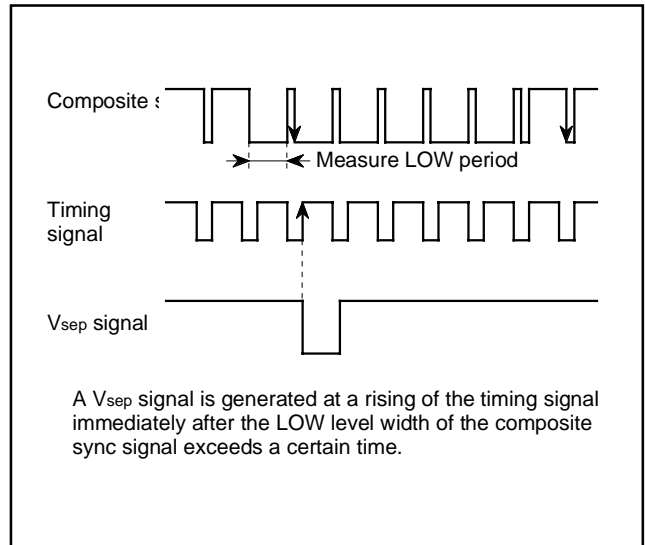 Composite s
Measure LOW period
Timing
signal
Vsep signal
A Vsep signal is generated at a rising of the timing signal
immediately after the LOW level width of the composite
sync signal exceeds a certain time.